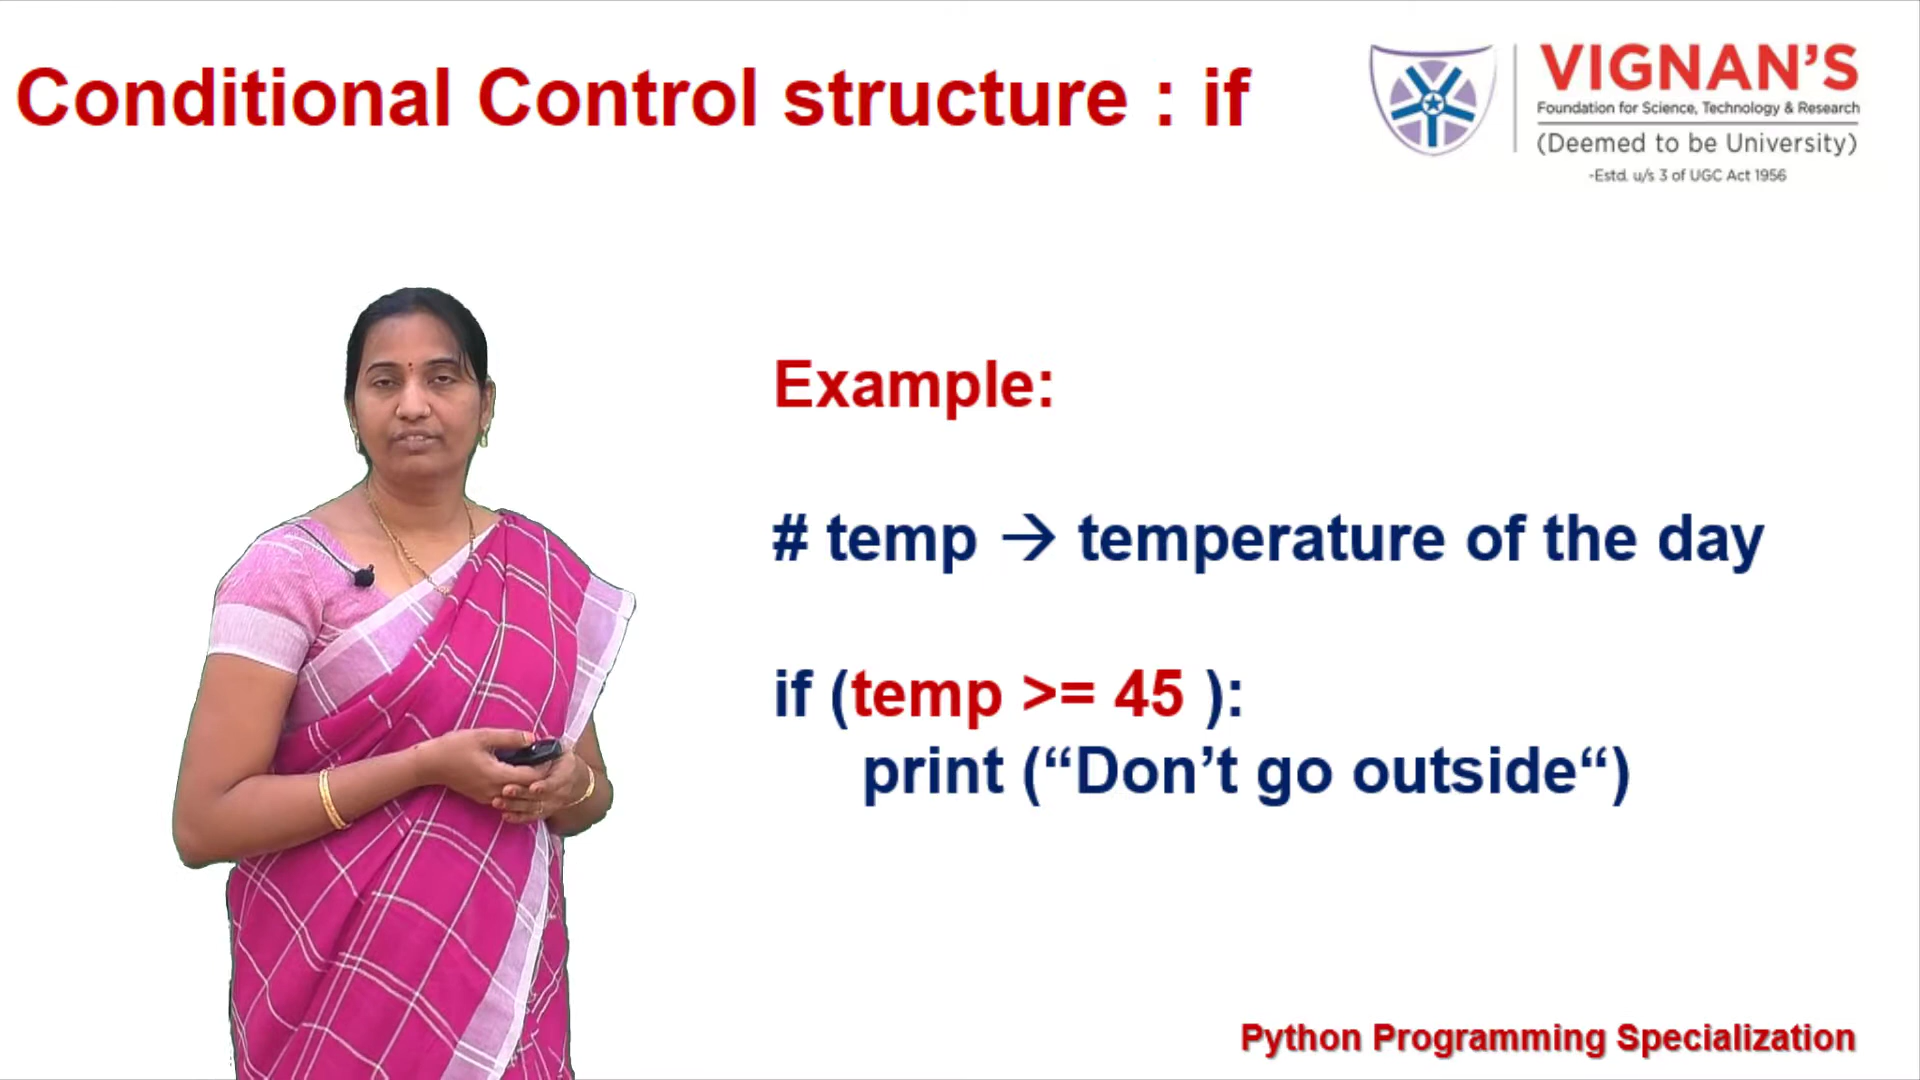 Conditional Control structure : if
VIGNAN'S
Foundation for Science, Technology & Research
(Deemed to be University)
-Estd. u/s 3 of UGC Act 1956
Example:
# temp → temperature of the day
if (temp >= 45 ):
print (“Don’t go outside“)
Python Programming Specialization